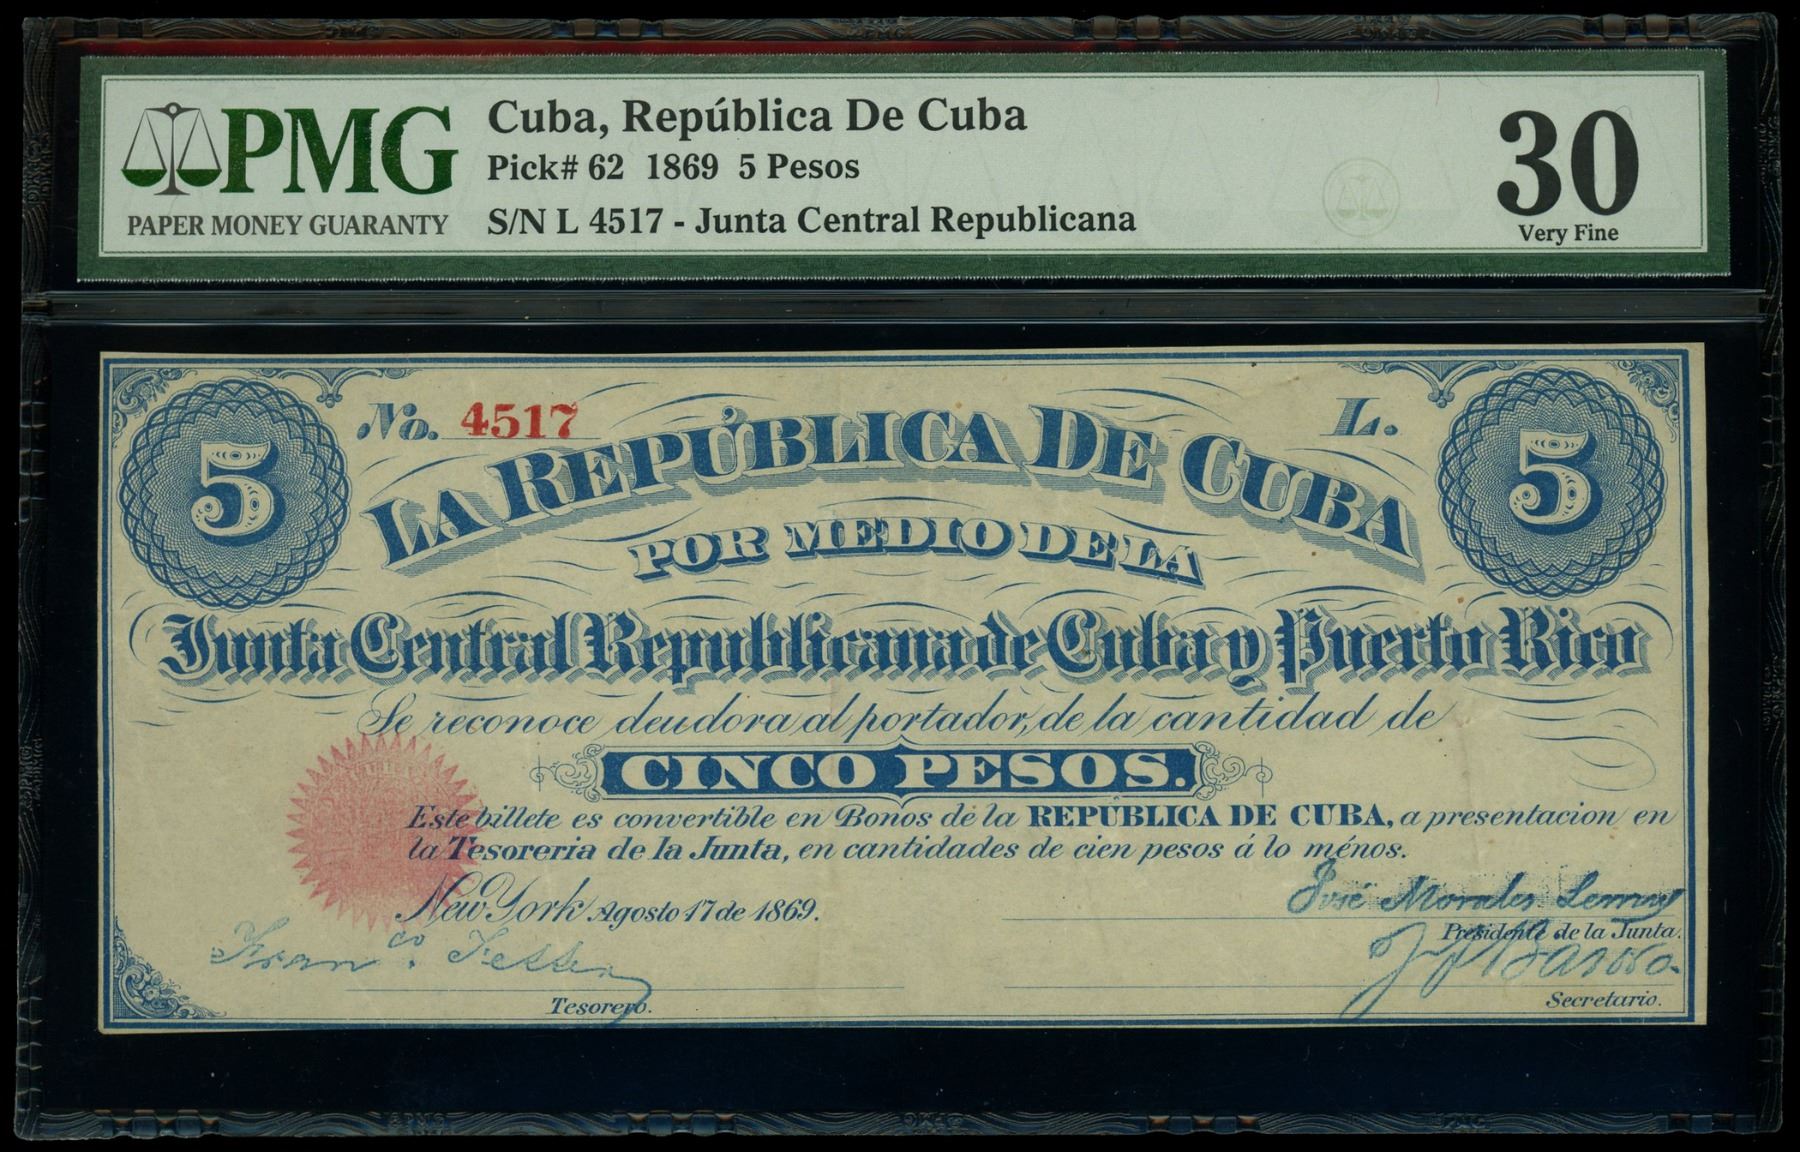 PMG
PAPER MONEY GUARANTY
Cuba, República De Cuba
Pick# 62 1869 5 Pesos
S/N L 4517 - Junta Central Republicana
30
Very Fine
5
No. 4517
L.
5
LA REPÚBLICA DE CUBA
POR MEDIO DE LA
Junta Central Republicana de Cuba y Puerto Rico
Se reconoce deudora al portador, de la cantidad de
CINCO PESOS.
Este billete es convertible en Bonos de la REPÚBLICA DE CUBA, a presentacion en
la Tesoreria de la Junta, en cantidades de cien pesos á lo ménos.
New York Agosto 17 de 1869.
José Morales Lemus
Presidente de la Junta.
Franco. Fesser
Tesorero.
Secretario.